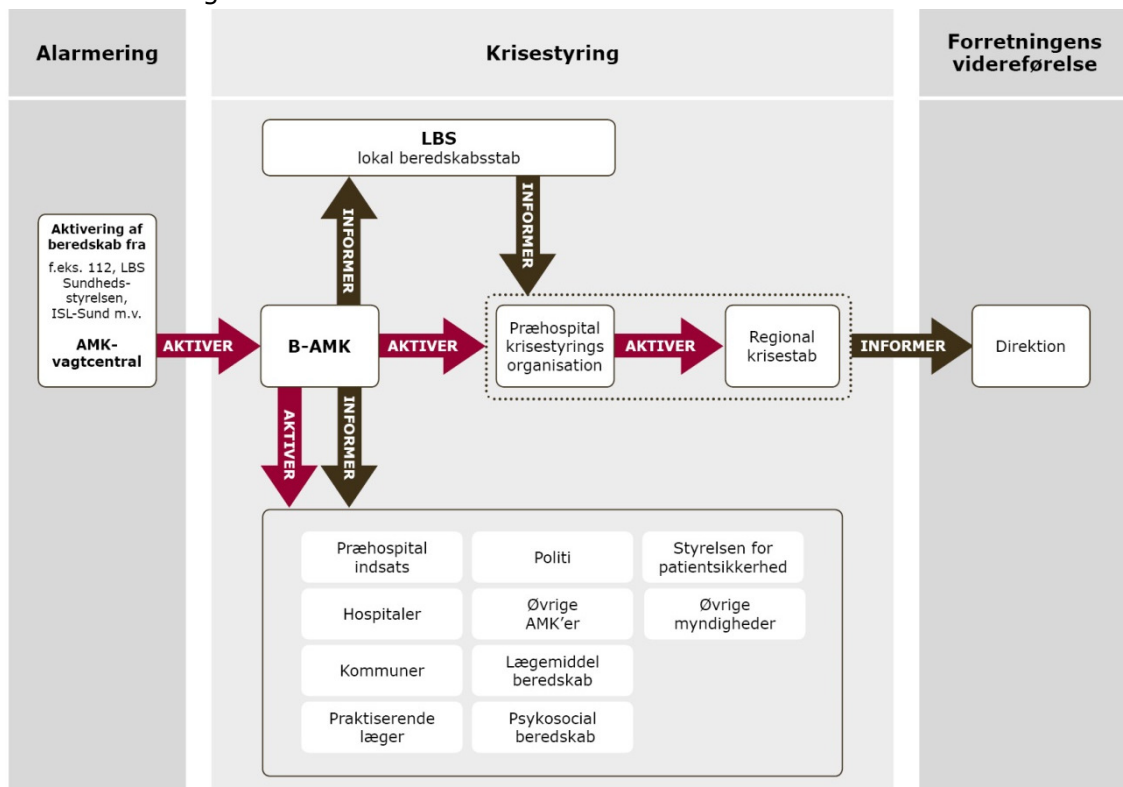 Alarmering
Krisestyring
Forretningens
videreførelse
LBS
lokal beredskabsstab
INFORMER
INFORMER
Aktivering af
beredskab fra
f.eks. 112, LBS
Sundheds-
styrelsen,
ISL-Sund m.v.
AMK-
vagtcentral
AKTIVER
B-AMK
AKTIVER
Præhospital
krisestyrings
organisation
AKTIVER
Regional
krisestab
INFORMER
Direktion
AKTIVER
INFORMER
Præhospital
indsats
Politi
Styrelsen for
patientsikkerhed
Hospitaler
Øvrige
AMK’er
Øvrige
myndigheder
Kommuner
Lægemiddel
beredskab
Praktiserende
læger
Psykosocial
beredskab